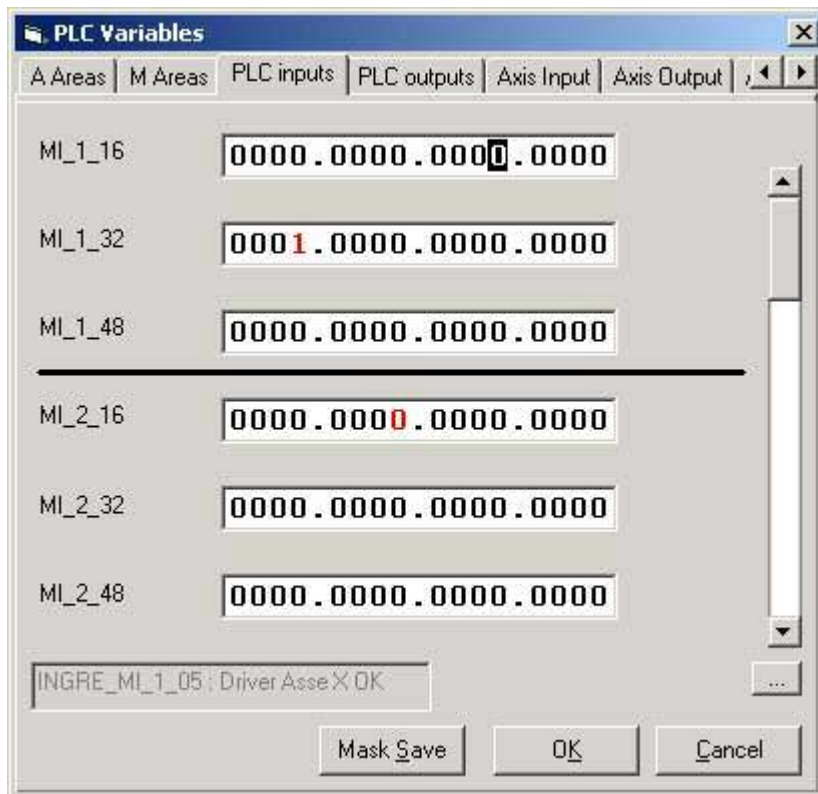 PLC Variables
A Areas M Areas PLC inputs PLC outputs Axis Input Axis Output
MI_1_16 0000.0000.0000.0000
MI_1_32 0001.0000.0000.0000
MI_1_48 0000.0000.0000.0000
MI_2_16 0000.0000.0000.0000
MI_2_32 0000.0000.0000.0000
MI_2_48 0000.0000.0000.0000
INGRE_MI_1_05 : Driver Asse X OK ...
Mask Save OK Cancel